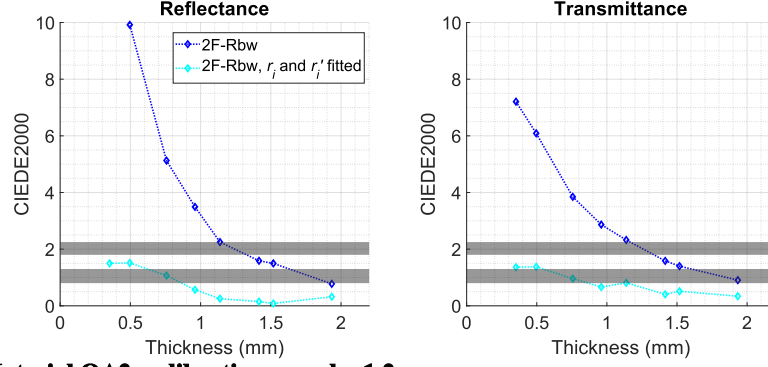 Reflectance
10
8
6
4
2
0
CIEDE2000
2F-Rbw
2F-Rbw, r_i and r_i' fitted
0 0.5 1 1.5 2
Thickness (mm)
Transmittance
10
8
6
4
2
0
CIEDE2000
0 0.5 1 1.5 2
Thickness (mm)